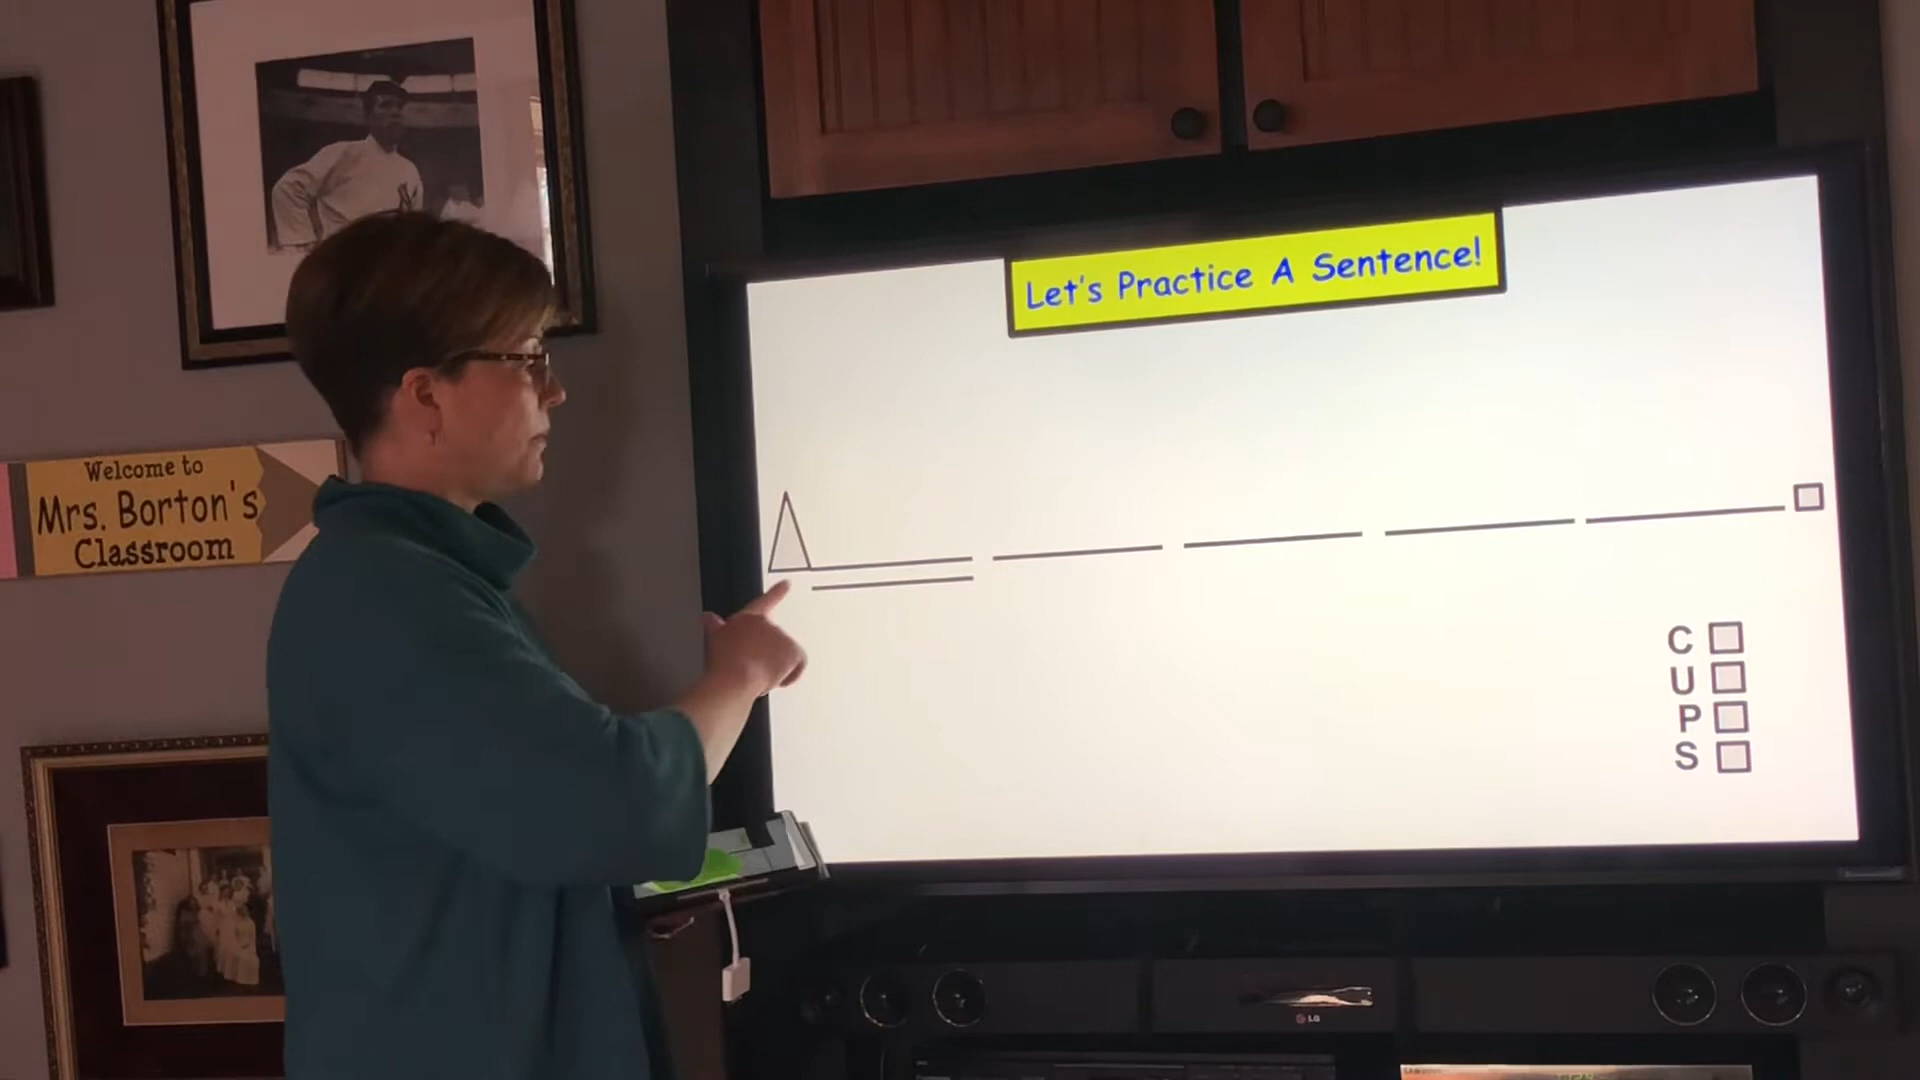 Let's Practice A Sentence!
Welcome to
Mrs. Borton's
Classroom
C
U
P
S
LG